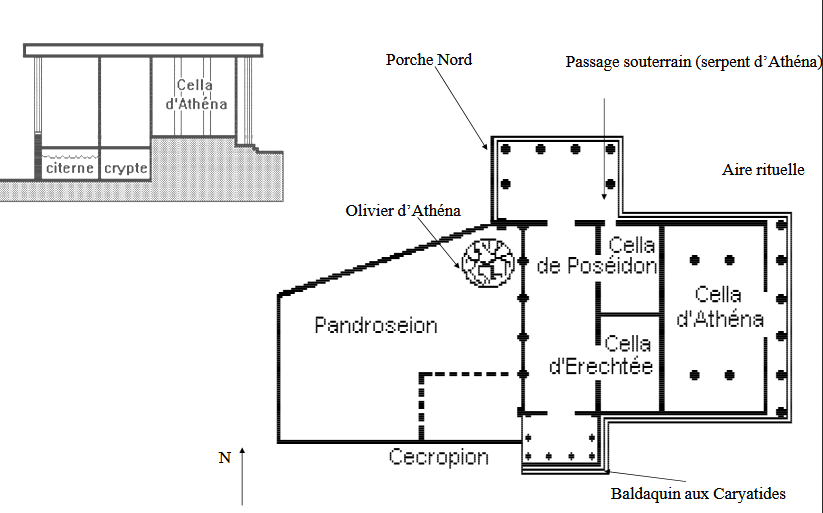 Porche Nord
Passage souterrain (serpent d’Athéna)
Cella
d'Athéna
citerne
crypte
Aire rituelle
Olivier d’Athéna
Cella
de Poséidon
Cella
d'Athéna
Pandroseion
Cella
d'Erechtée
Cecropion
N
Baldaquin aux Caryatides